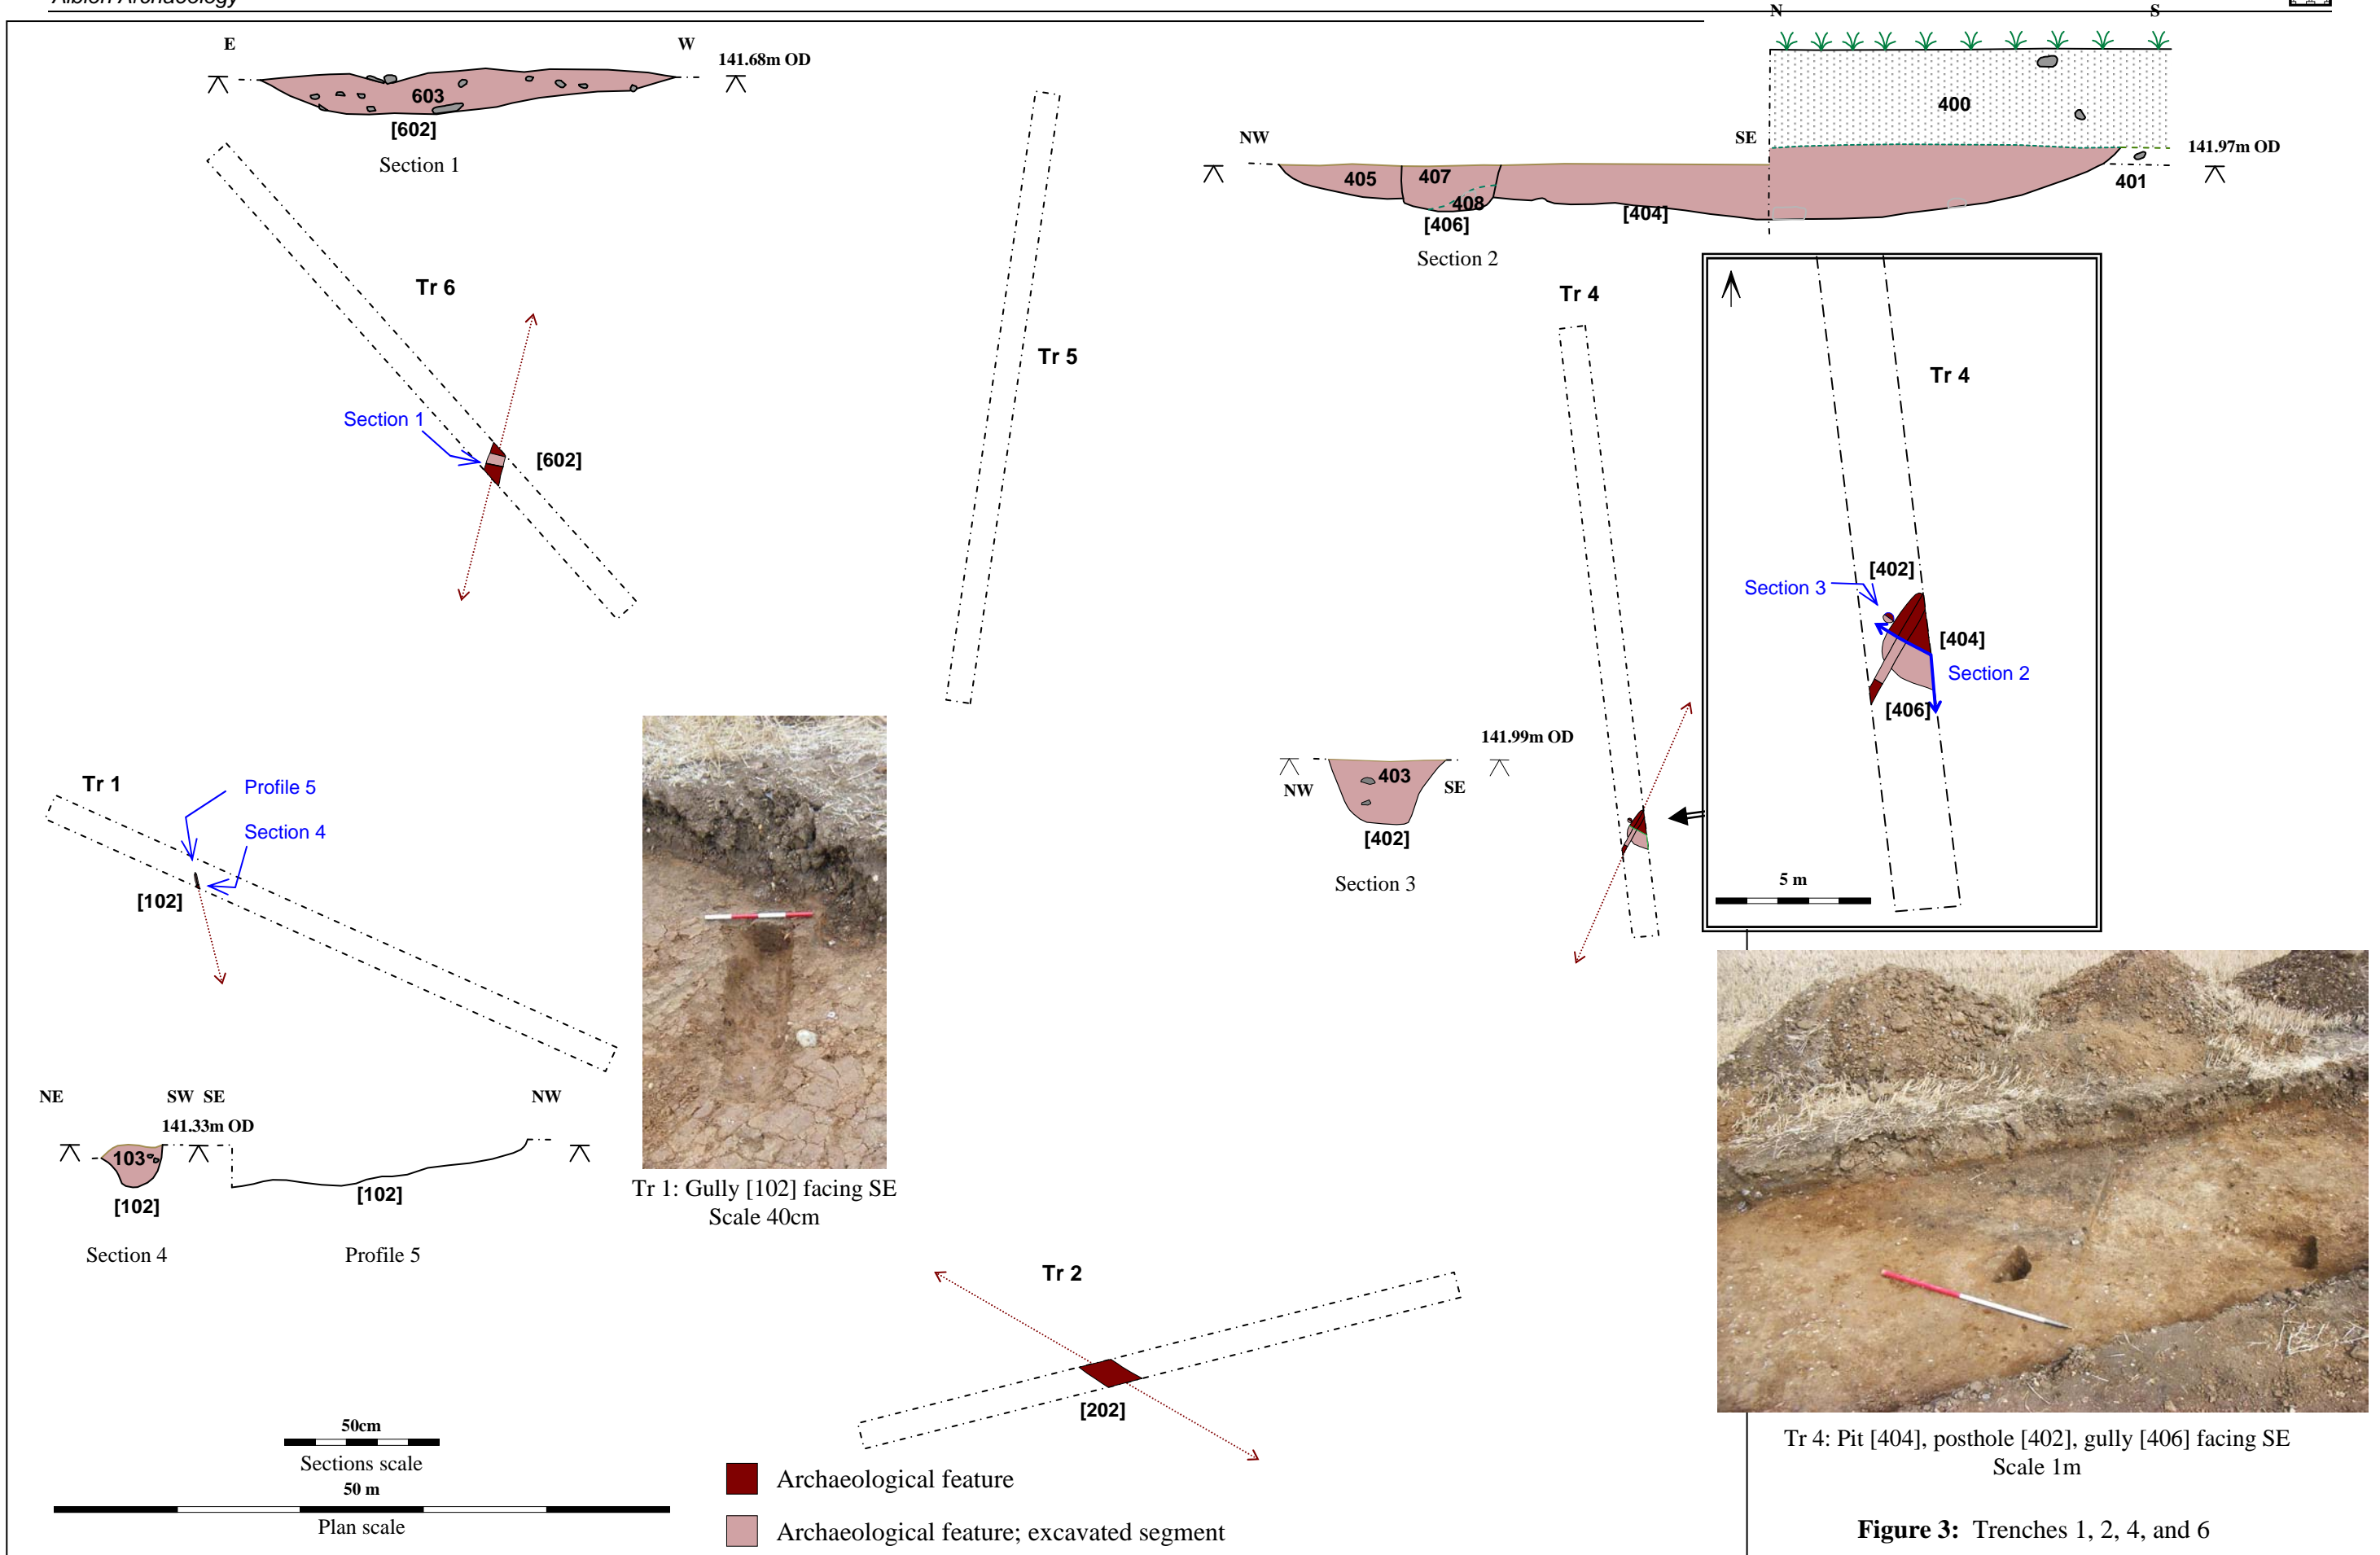 Albion Archaeology
E W
141.68m OD
603
[602]
Section 1
N S
400
NW SE
141.97m OD
405 407
408
401
[404]
[406]
Section 2
Tr 6
Section 1
[602]
Tr 5
Tr 4
Tr 4
[402]
Section 3
[404]
Section 2
[406]
5 m
141.99m OD
403
NW SE
[402]
Section 3
Tr 1
Profile 5
Section 4
[102]
NE SW SE NW
141.33m OD
103
[102]
[102]
Section 4 Profile 5
Tr 1: Gully [102] facing SE
Scale 40cm
Tr 2
[202]
50cm
Sections scale
50 m
Plan scale
Archaeological feature
Archaeological feature; excavated segment
Tr 4: Pit [404], posthole [402], gully [406] facing SE
Scale 1m
Figure 3: Trenches 1, 2, 4, and 6